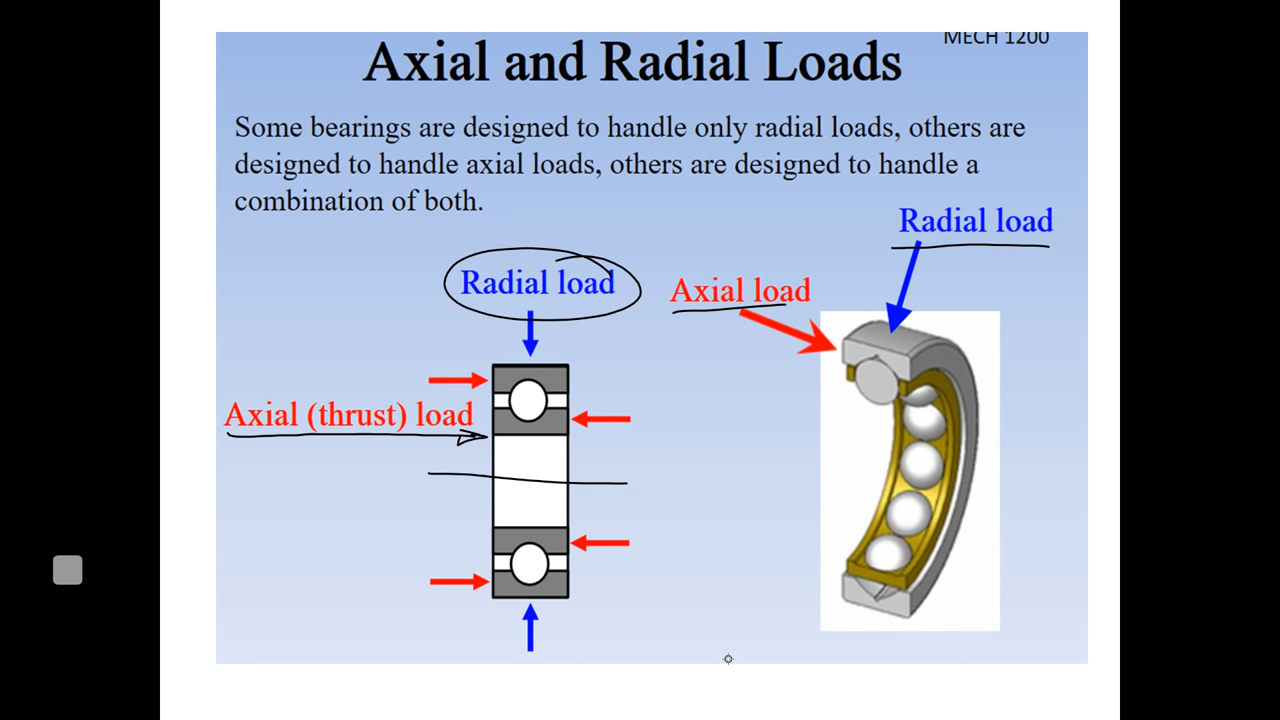 MECH 1200
Axial and Radial Loads
Some bearings are designed to handle only radial loads, others are
designed to handle axial loads, others are designed to handle a
combination of both.
Radial load
Radial load
Axial load
Axial (thrust) load